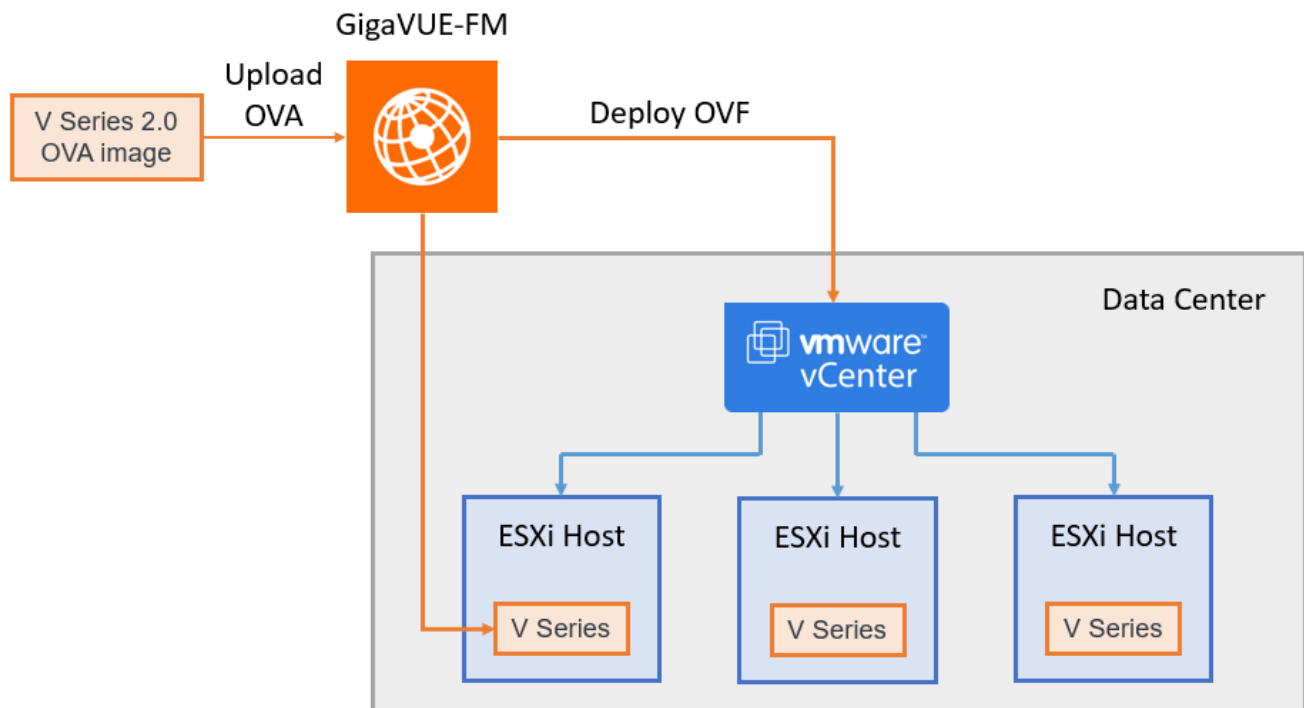 GigaVUE-FM
Upload
OVA
V Series 2.0
OVA image
Deploy OVF
Data Center
vmware™
vCenter
ESXi Host
ESXi Host
ESXi Host
V Series
V Series
V Series